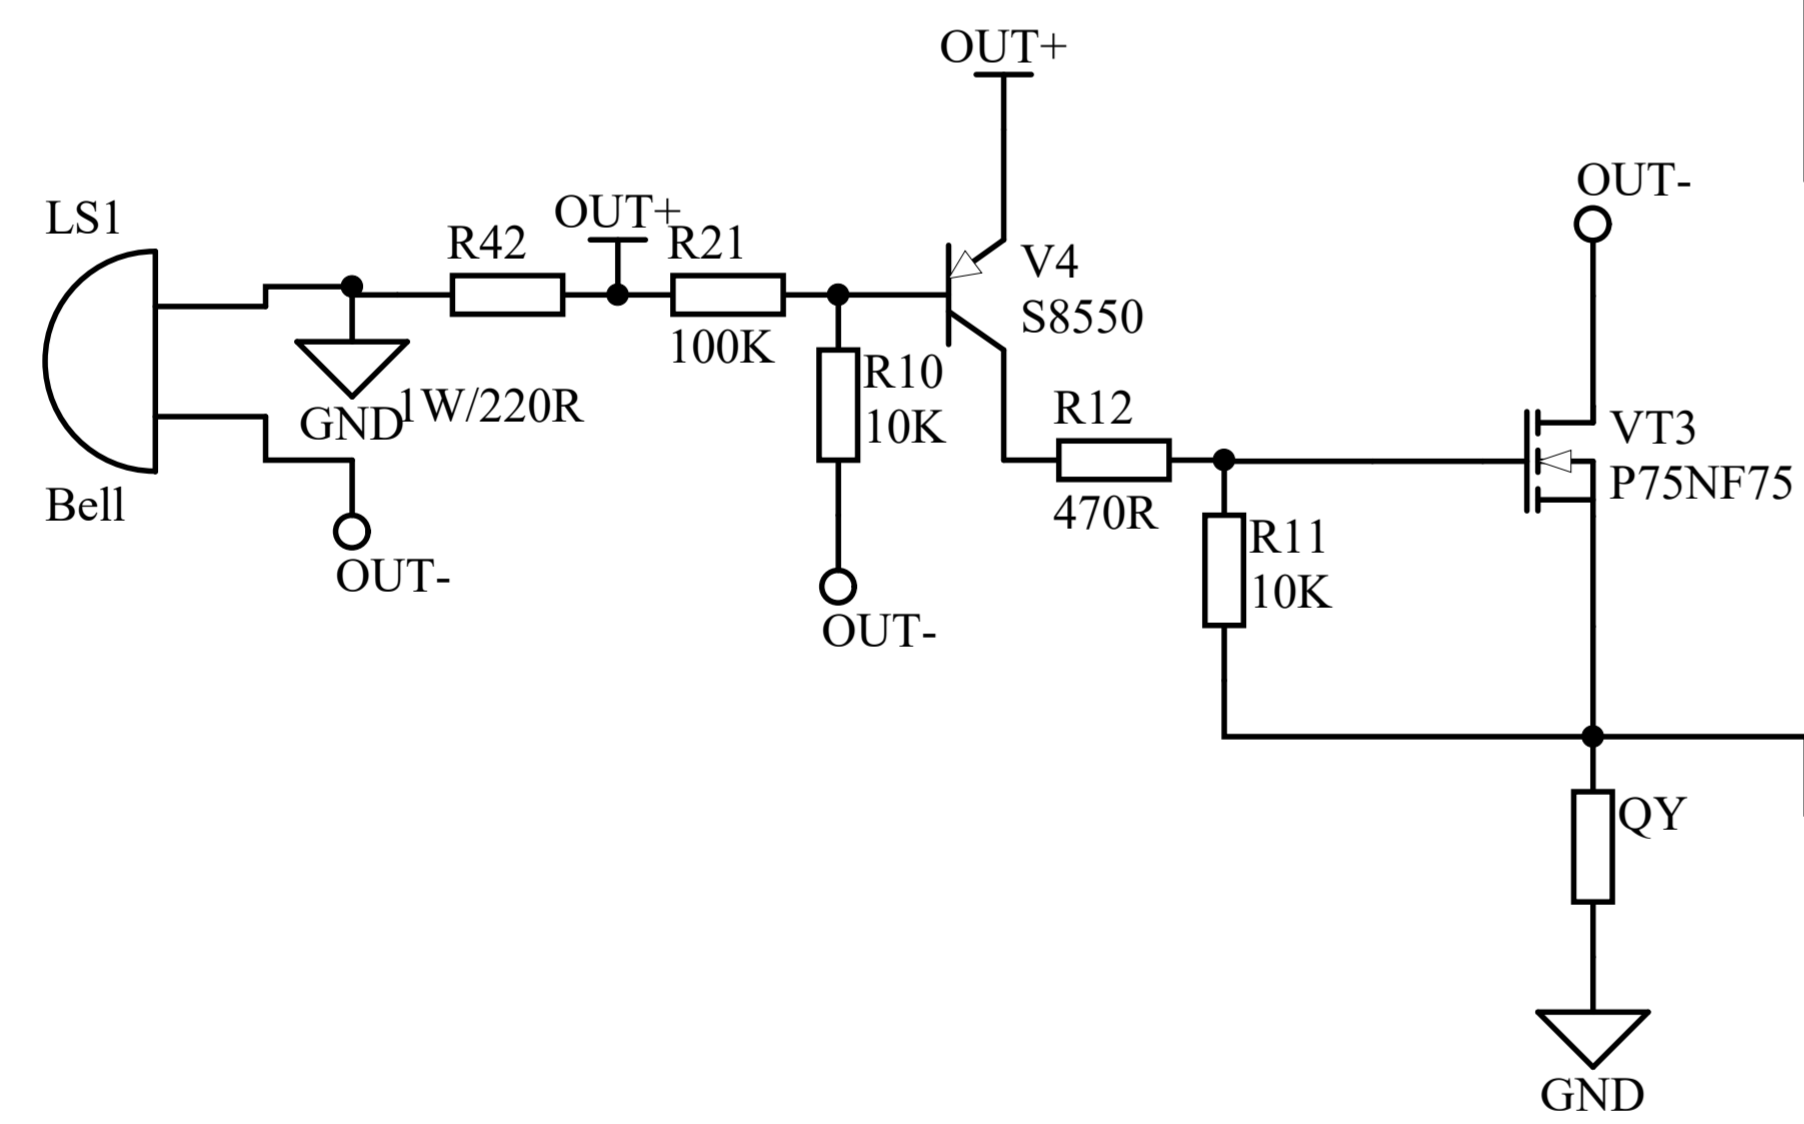 OUT+
OUT-
LS1
R42
OUT+
R21
V4
S8550
100K
R10
10K
GND
1W/220R
R12
470R
VT3
P75NF75
Bell
OUT-
R11
10K
OUT-
QY
GND